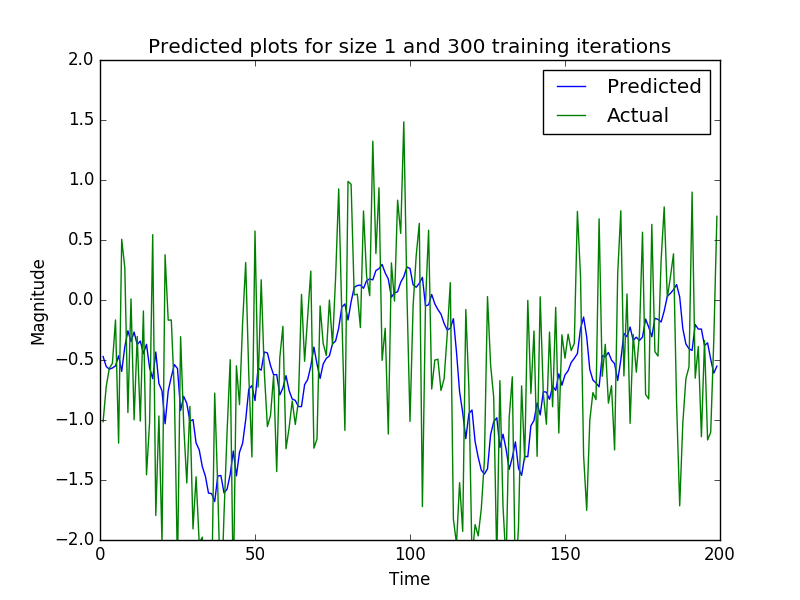 Predicted plots for size 1 and 300 training iterations
2.0
Predicted
Actual
1.5
1.0
0.5
0.0
Magnitude
−0.5
−1.0
−1.5
−2.0
0
50
100
150
200
Time